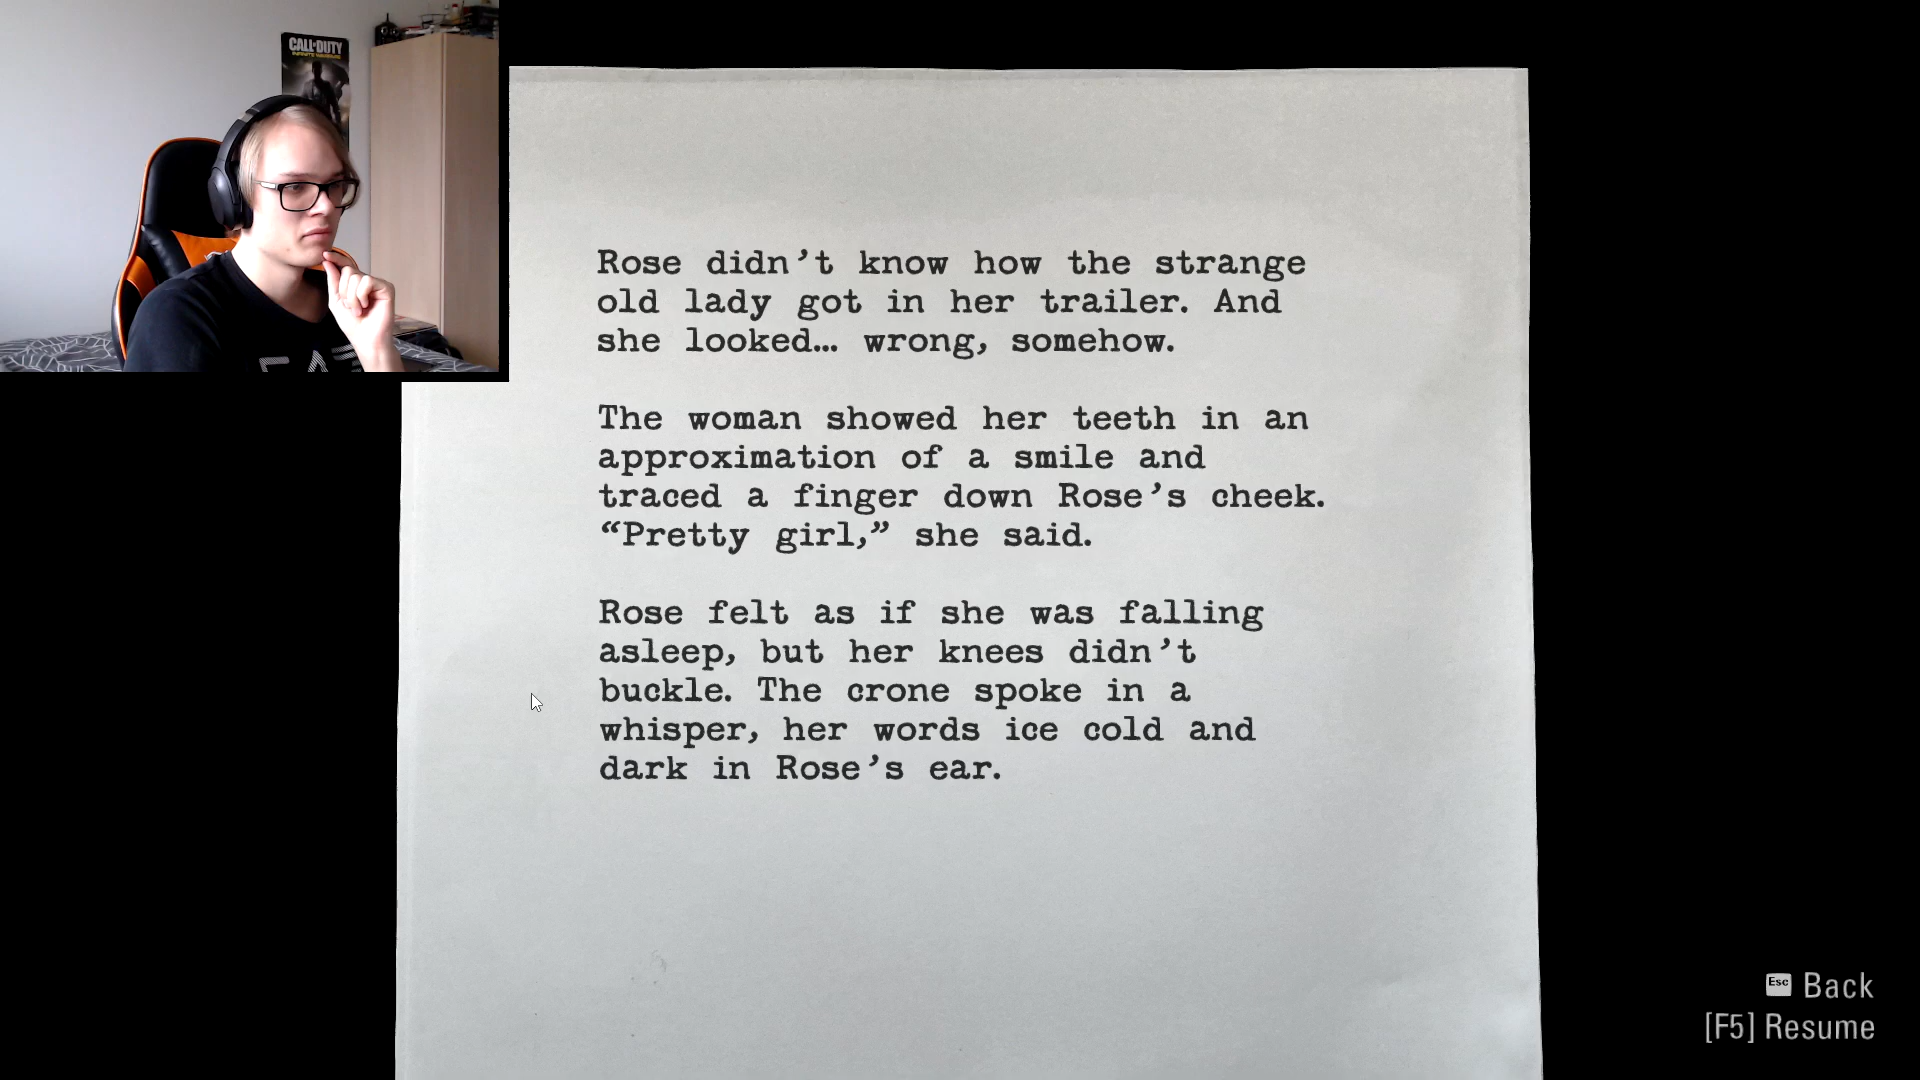 CALL OF DUTY
INFINITE WARFARE
Rose didn’t know how the strange
old lady got in her trailer. And
she looked… wrong, somehow.
The woman showed her teeth in an
approximation of a smile and
traced a finger down Rose’s cheek.
“Pretty girl,” she said.
Rose felt as if she was falling
asleep, but her knees didn’t
buckle. The crone spoke in a
whisper, her words ice cold and
dark in Rose’s ear.
Esc Back
[F5] Resume